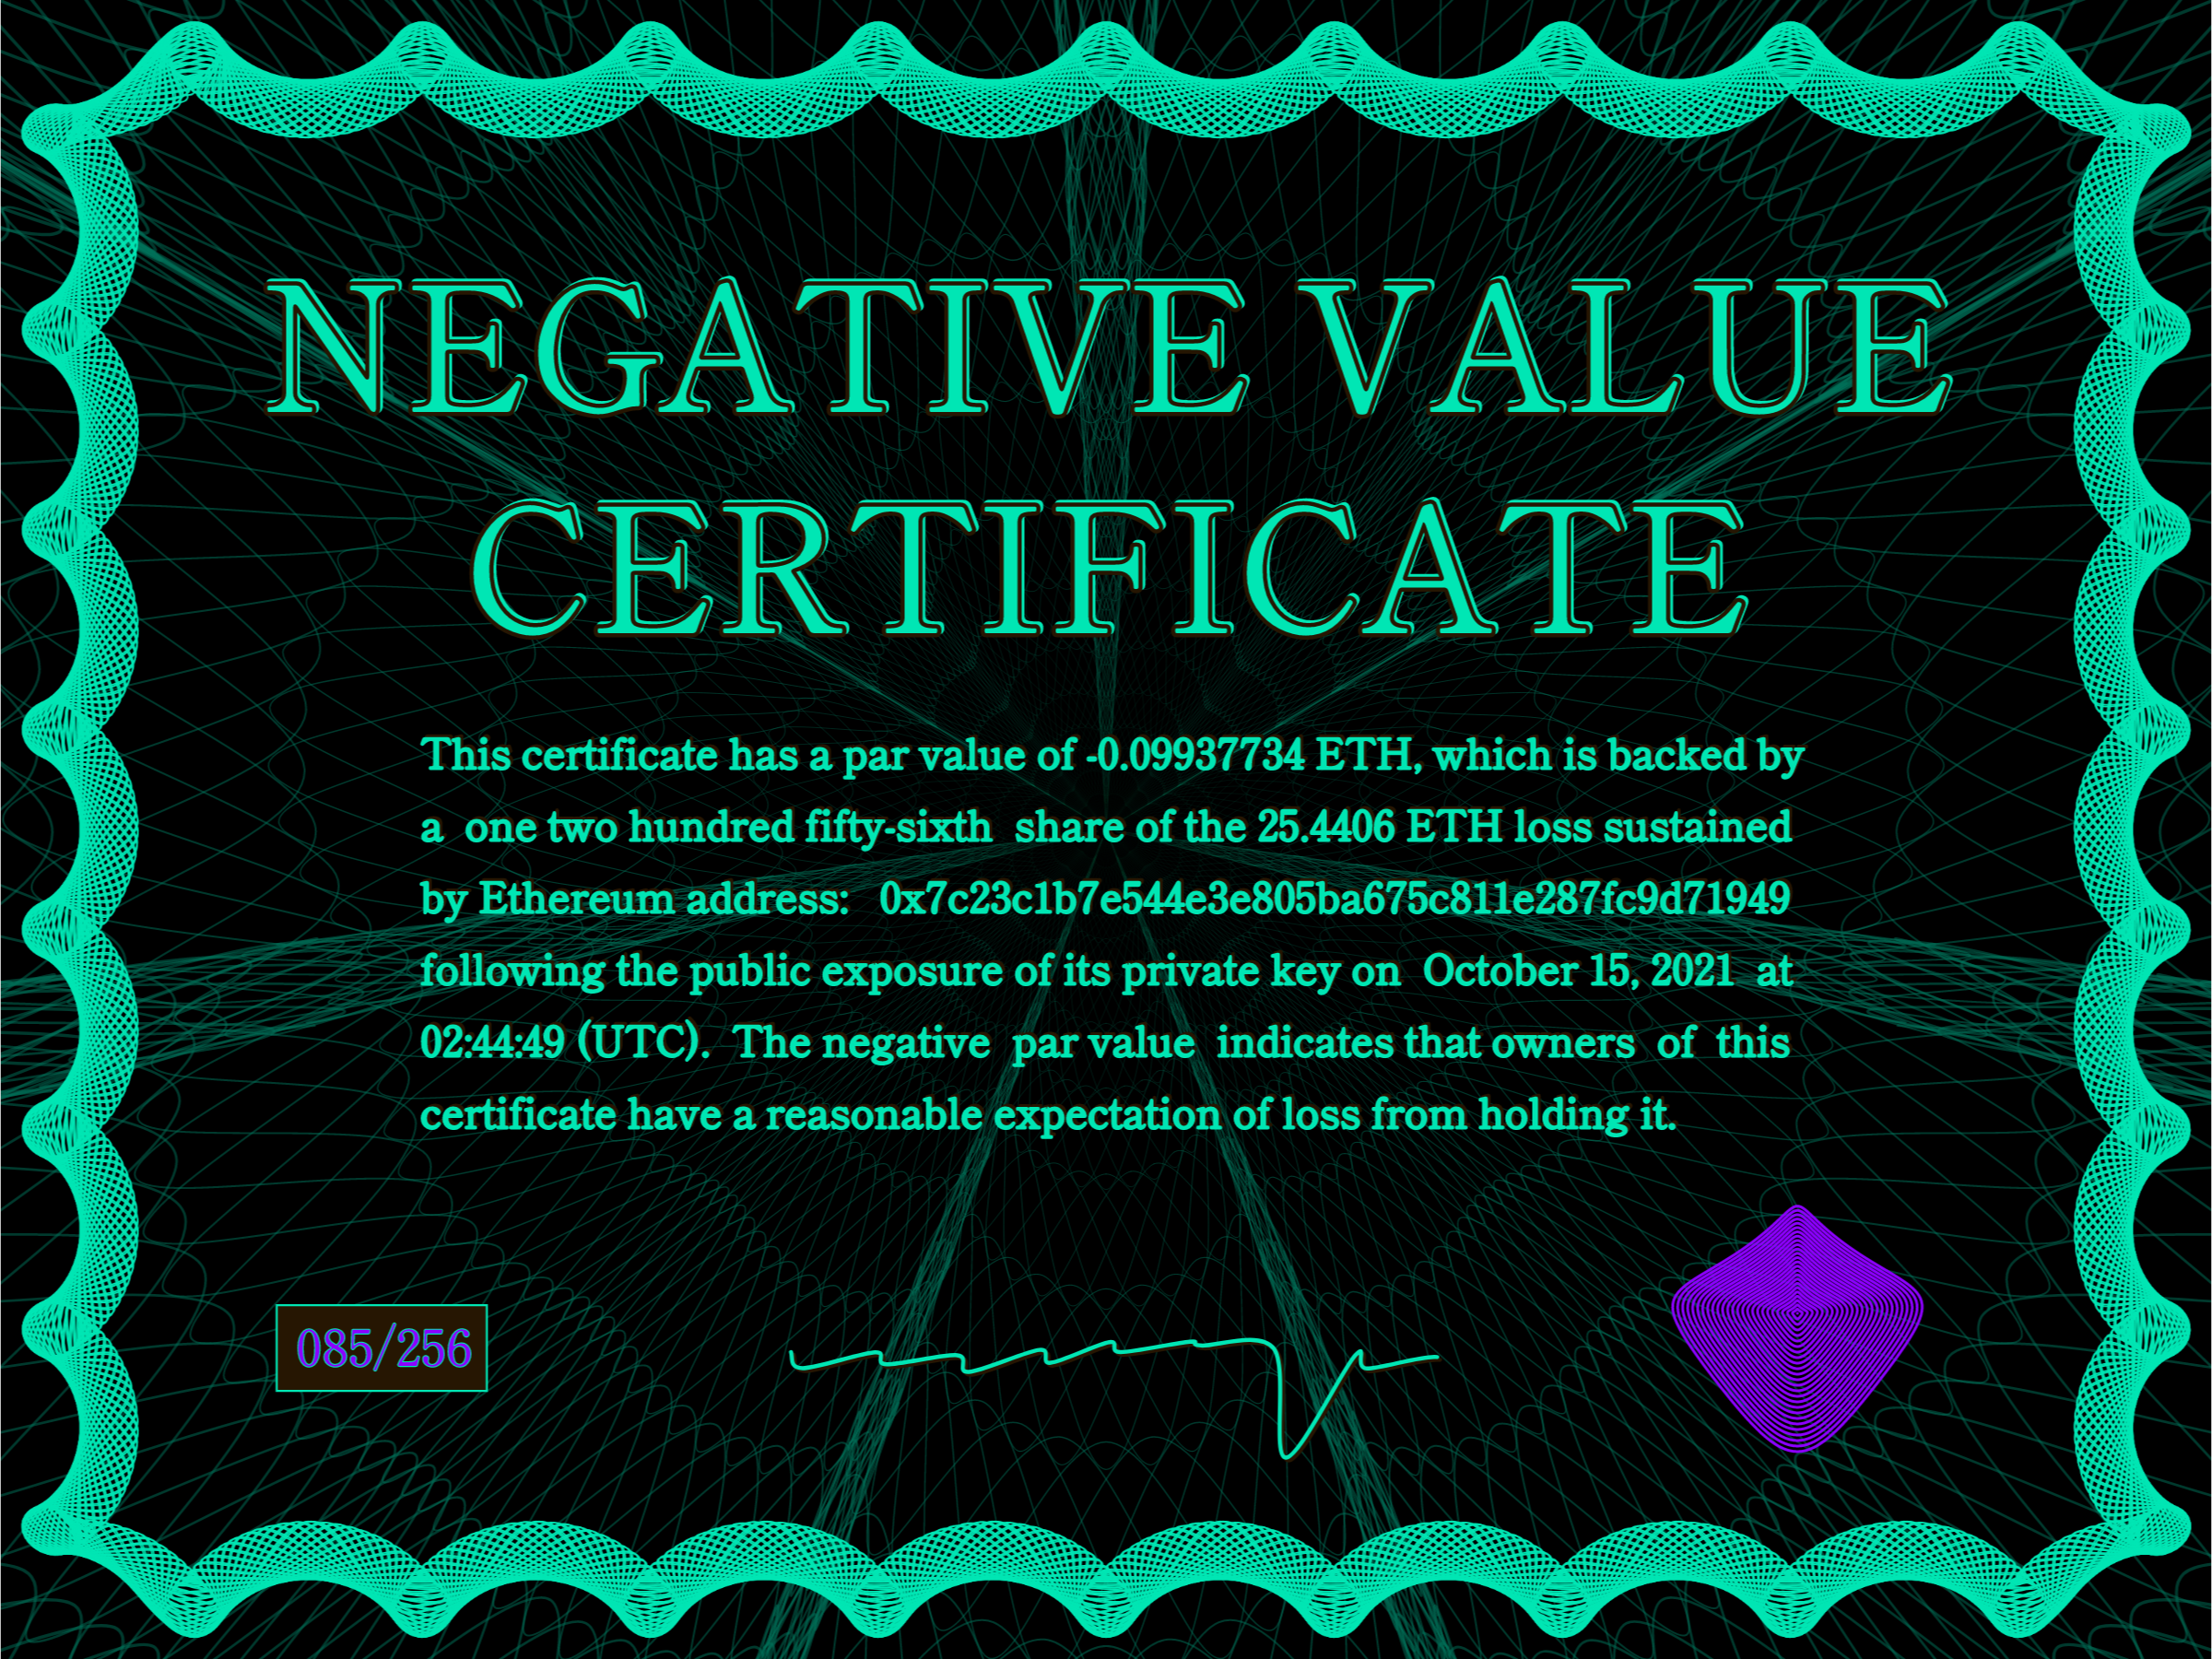 NEGATIVE VALUE
CERTIFICATE
This certificate has a par value of -0.09937734 ETH, which is backed by
a one two hundred fifty-sixth share of the 25.4406 ETH loss sustained
by Ethereum address: 0x7c23c1b7e544e3e805ba675c811e287fc9d71949
following the public exposure of its private key on October 15, 2021 at
02:44:49 (UTC). The negative par value indicates that owners of this
certificate have a reasonable expectation of loss from holding it.
085/256